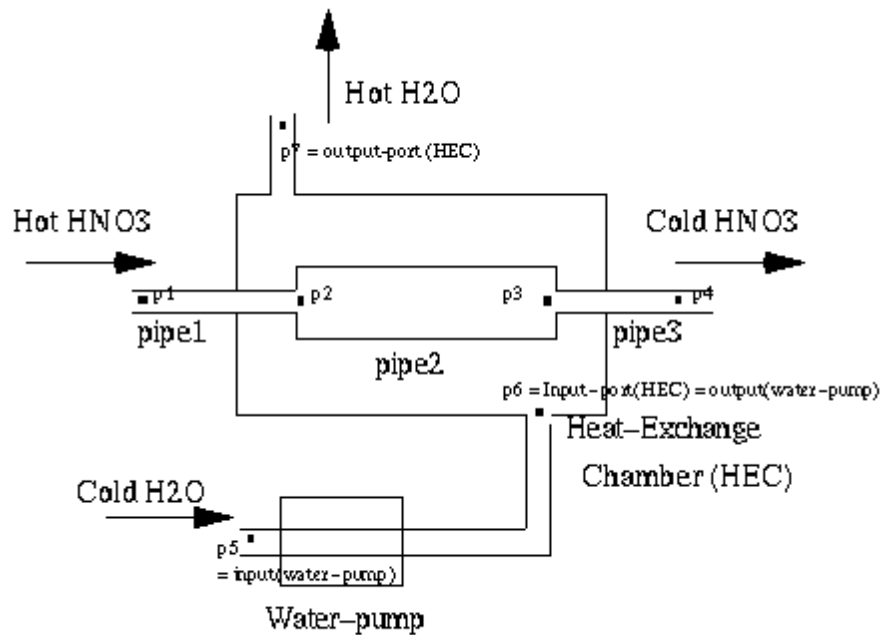 Hot H2O
p7 = output-port (HEC)
Hot HNO3
Cold HNO3
p1
p2
p3
p4
pipe1
pipe2
pipe3
p6 = Input-port(HEC) = output(water-pump)
Heat-Exchange
Chamber (HEC)
Cold H2O
p5
= input(water-pump)
Water-pump